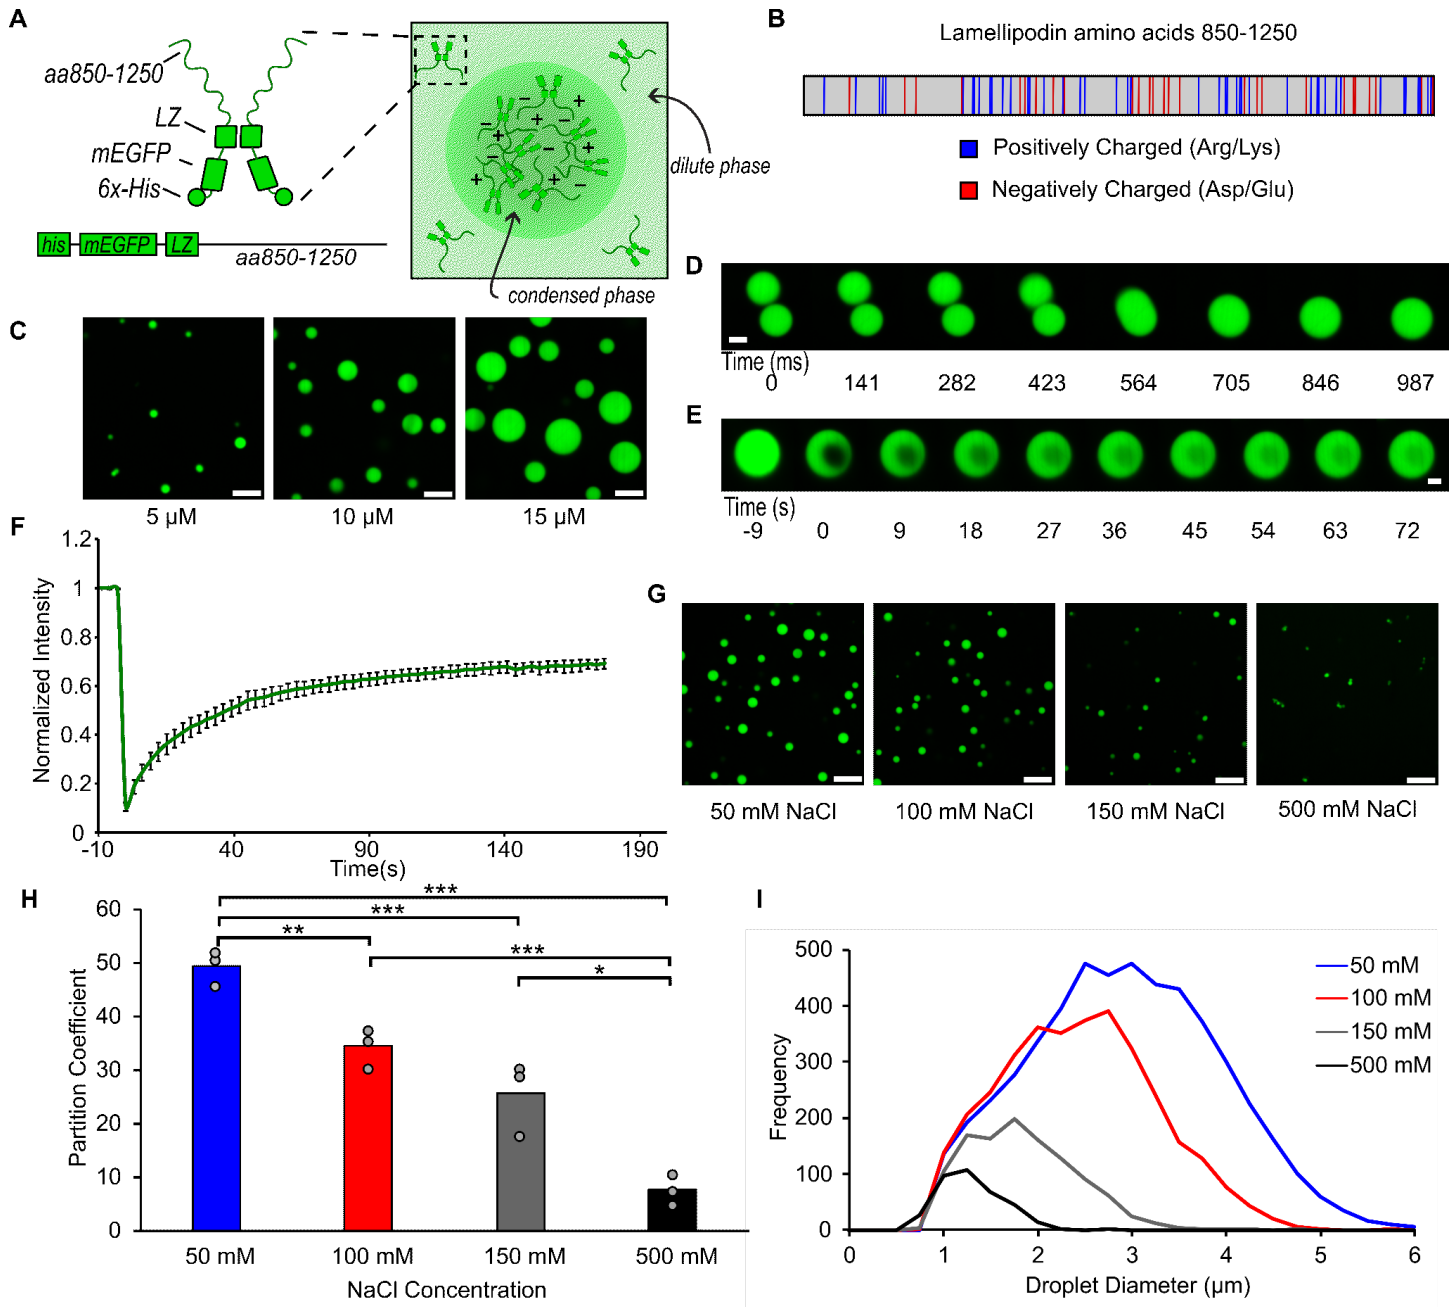 A
aa850-1250
LZ
mEGFP
6x-His
his mEGFP LZ aa850-1250
+ −
dilute phase
condensed phase
B
Lamellipodin amino acids 850-1250
Positively Charged (Arg/Lys)
Negatively Charged (Asp/Glu)
C
5 µM 10 µM 15 µM
D
Time (ms)
0 141 282 423 564 705 846 987
E
Time (s)
-9 0 9 18 27 36 45 54 63 72
F
Normalized Intensity
1.2
1
0.8
0.6
0.4
0.2
0
-10 40 90 140 190
Time(s)
G
50 mM NaCl 100 mM NaCl 150 mM NaCl 500 mM NaCl
H
Partition Coefficient
60
50
40
30
20
10
0
***
***
**
***
*
50 mM 100 mM 150 mM 500 mM
NaCl Concentration
I
Frequency
500
400
300
200
100
0
50 mM
100 mM
150 mM
500 mM
0 1 2 3 4 5 6
Droplet Diameter (µm)